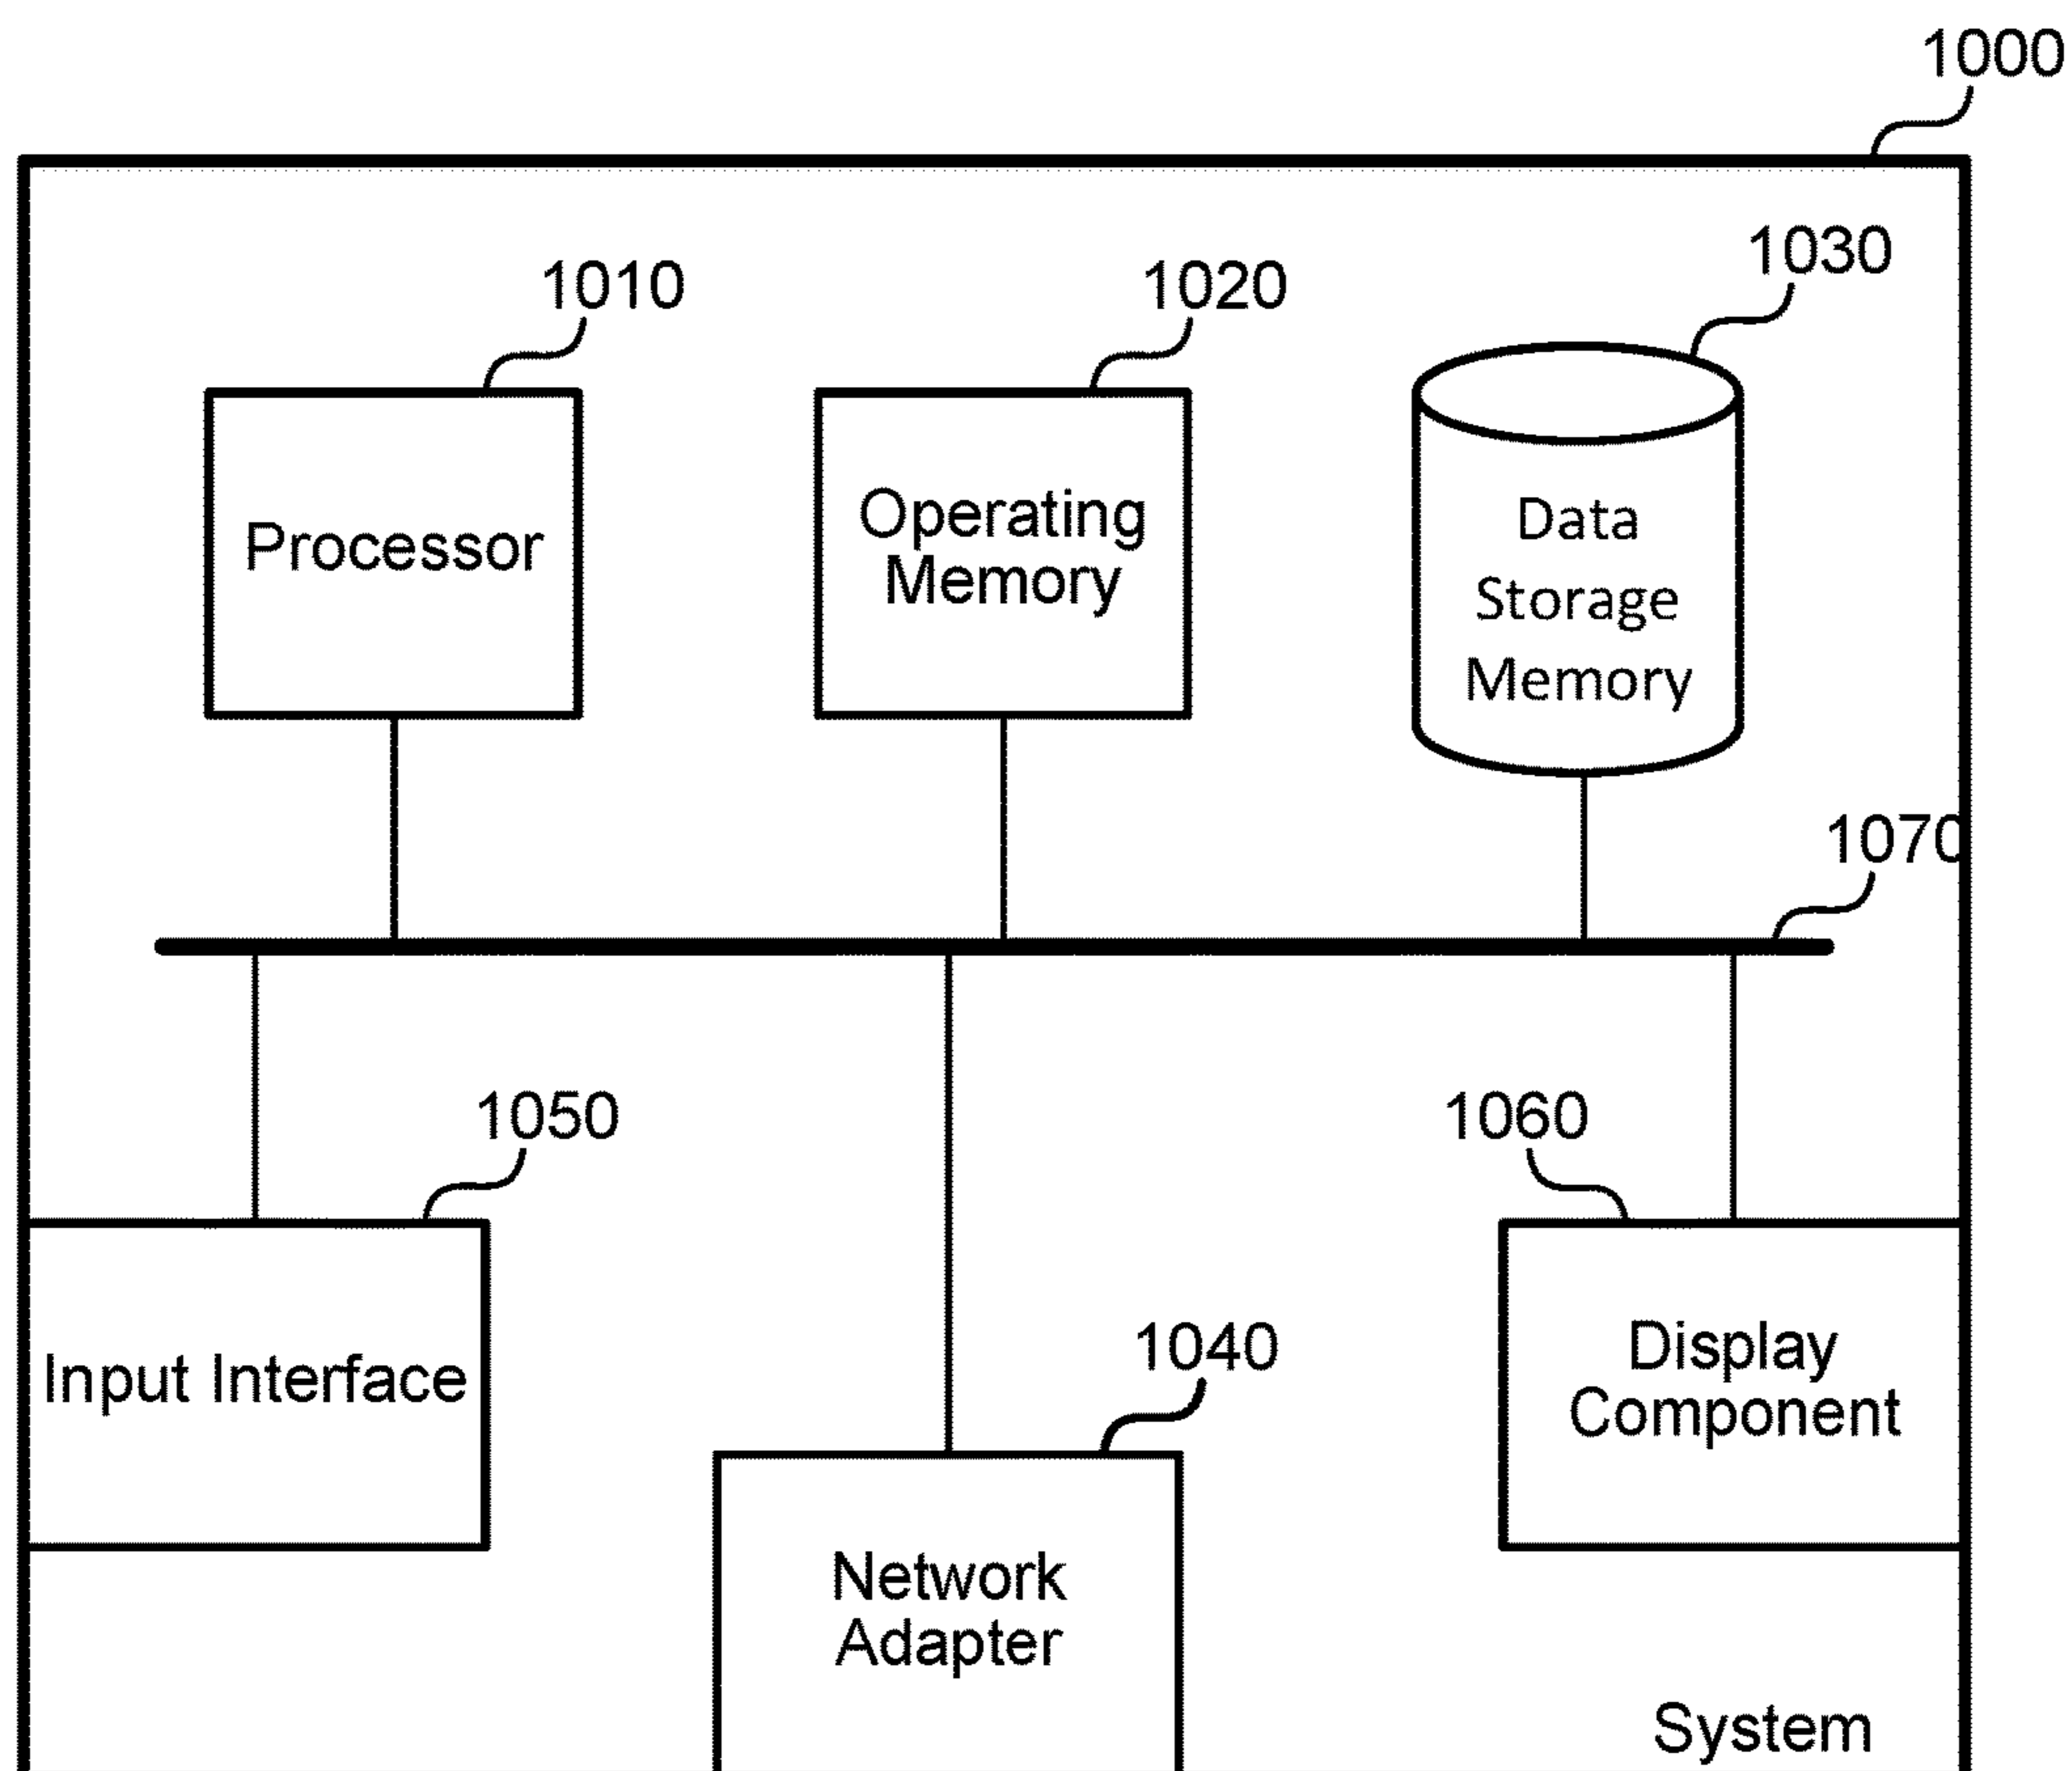 1000
1010
1020
1030
Processor
Operating
Memory
Data
Storage
Memory
1070
1050
1060
Input Interface
1040
Display
Component
Network
Adapter
System